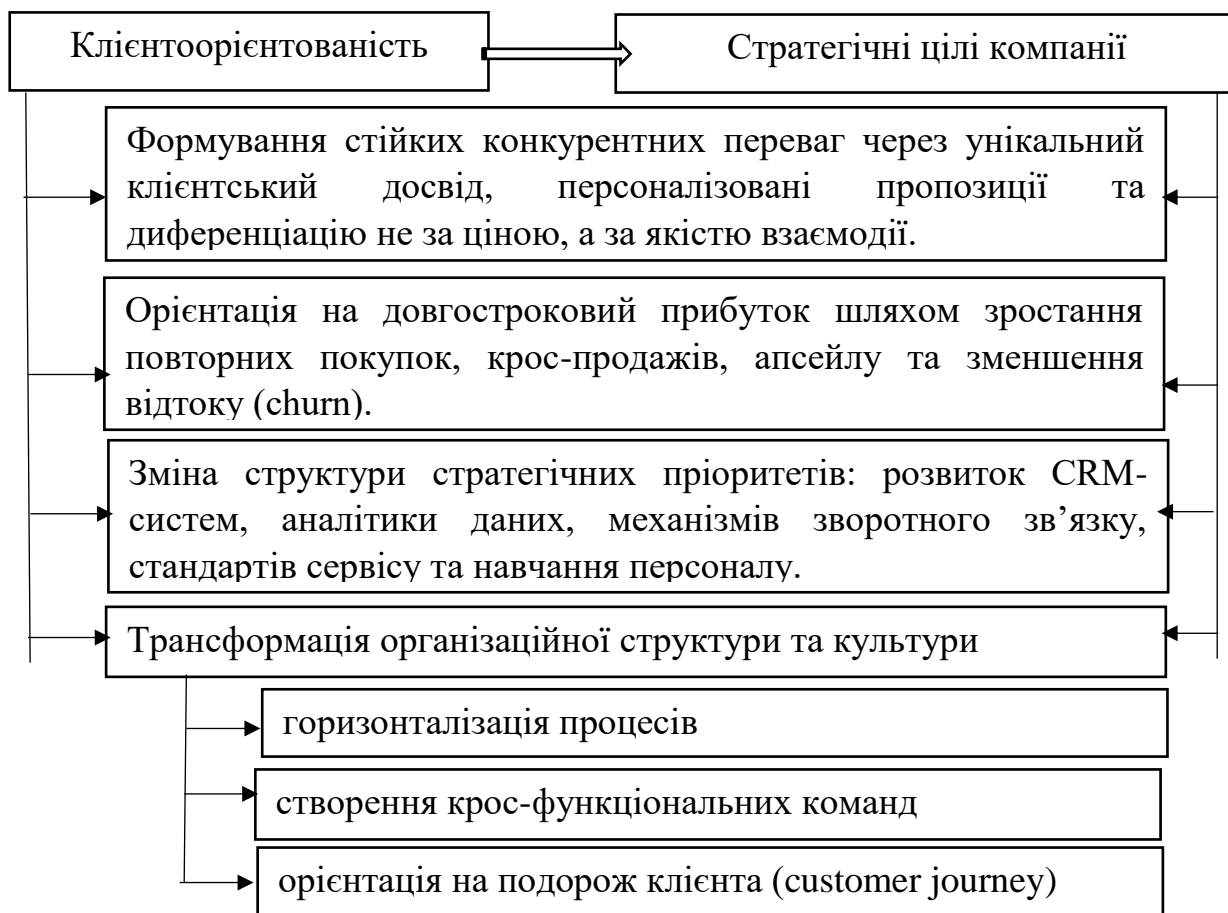 Клієнтоорієнтованість
Стратегічні цілі компанії
Формування стійких конкурентних переваг через унікальний
клієнтський досвід, персоналізовані пропозиції та
диференціацію не за ціною, а за якістю взаємодії.
Орієнтація на довгостроковий прибуток шляхом зростання
повторних покупок, крос-продажів, апсейлу та зменшення
відтоку (churn).
Зміна структури стратегічних пріоритетів: розвиток CRM-
систем, аналітики даних, механізмів зворотного зв’язку,
стандартів сервісу та навчання персоналу.
Трансформація організаційної структури та культури
горизонталізація процесів
створення крос-функціональних команд
орієнтація на подорож клієнта (customer journey)